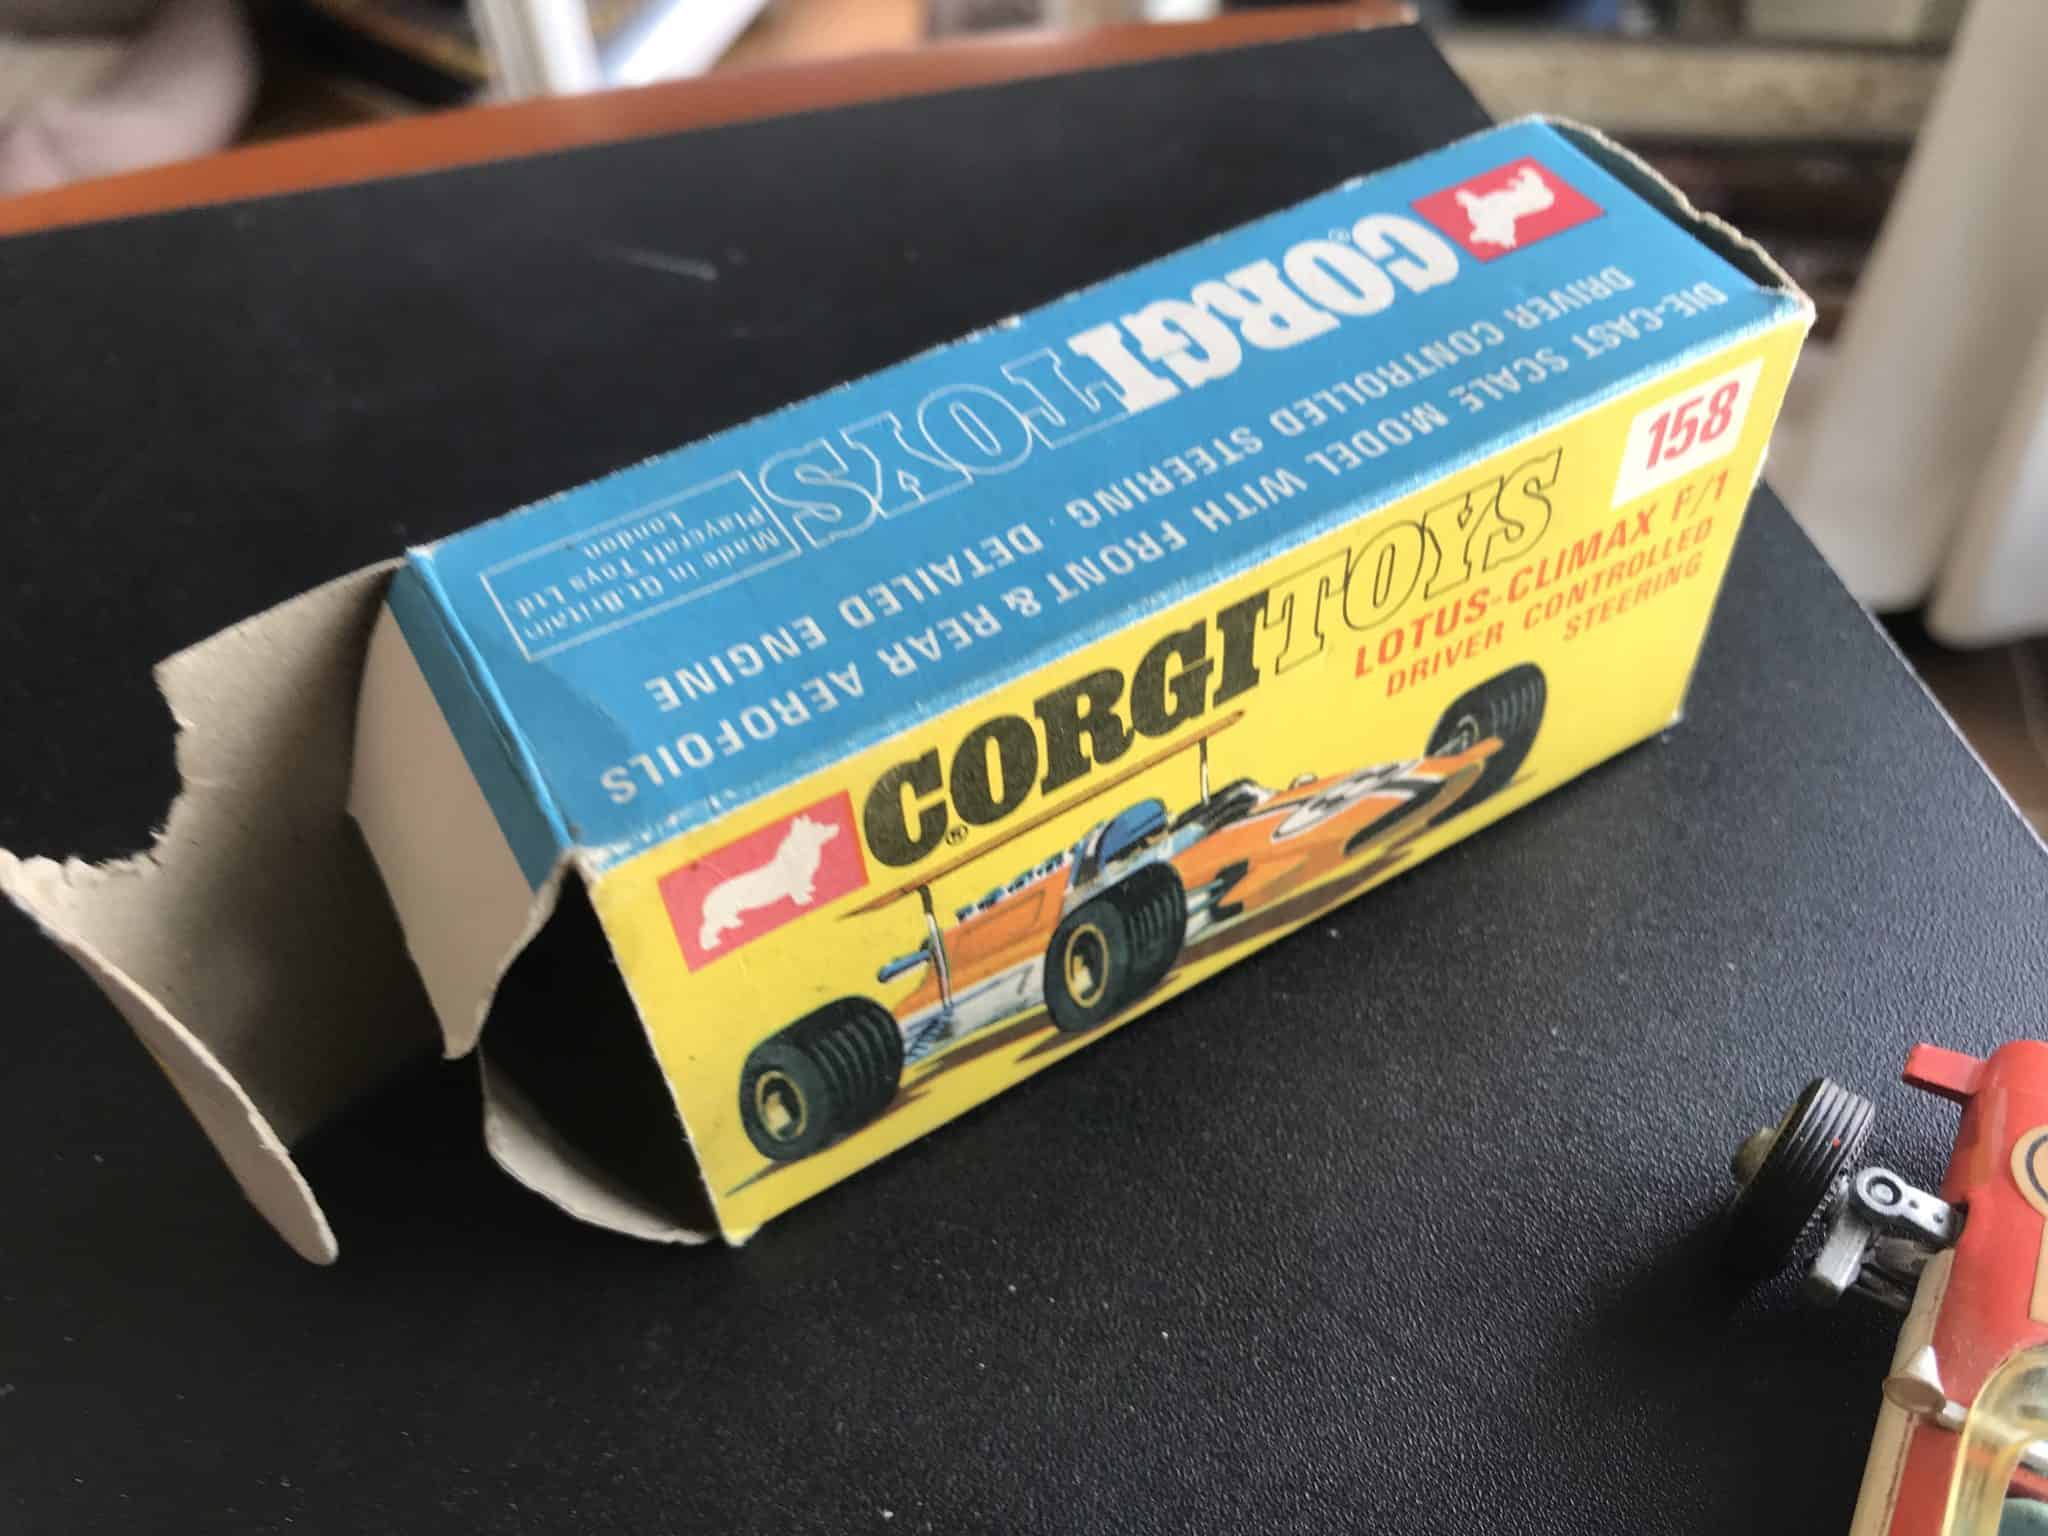 CORGI® TOYS
DIE-CAST SCALE MODEL WITH FRONT & REAR AEROFOILS
DRIVER CONTROLLED STEERING · DETAILED ENGINE
Made in Gt.Britain
Playcraft Toys Ltd.
London
158
CORGI® TOYS
LOTUS-CLIMAX F/1
DRIVER CONTROLLED
STEERING